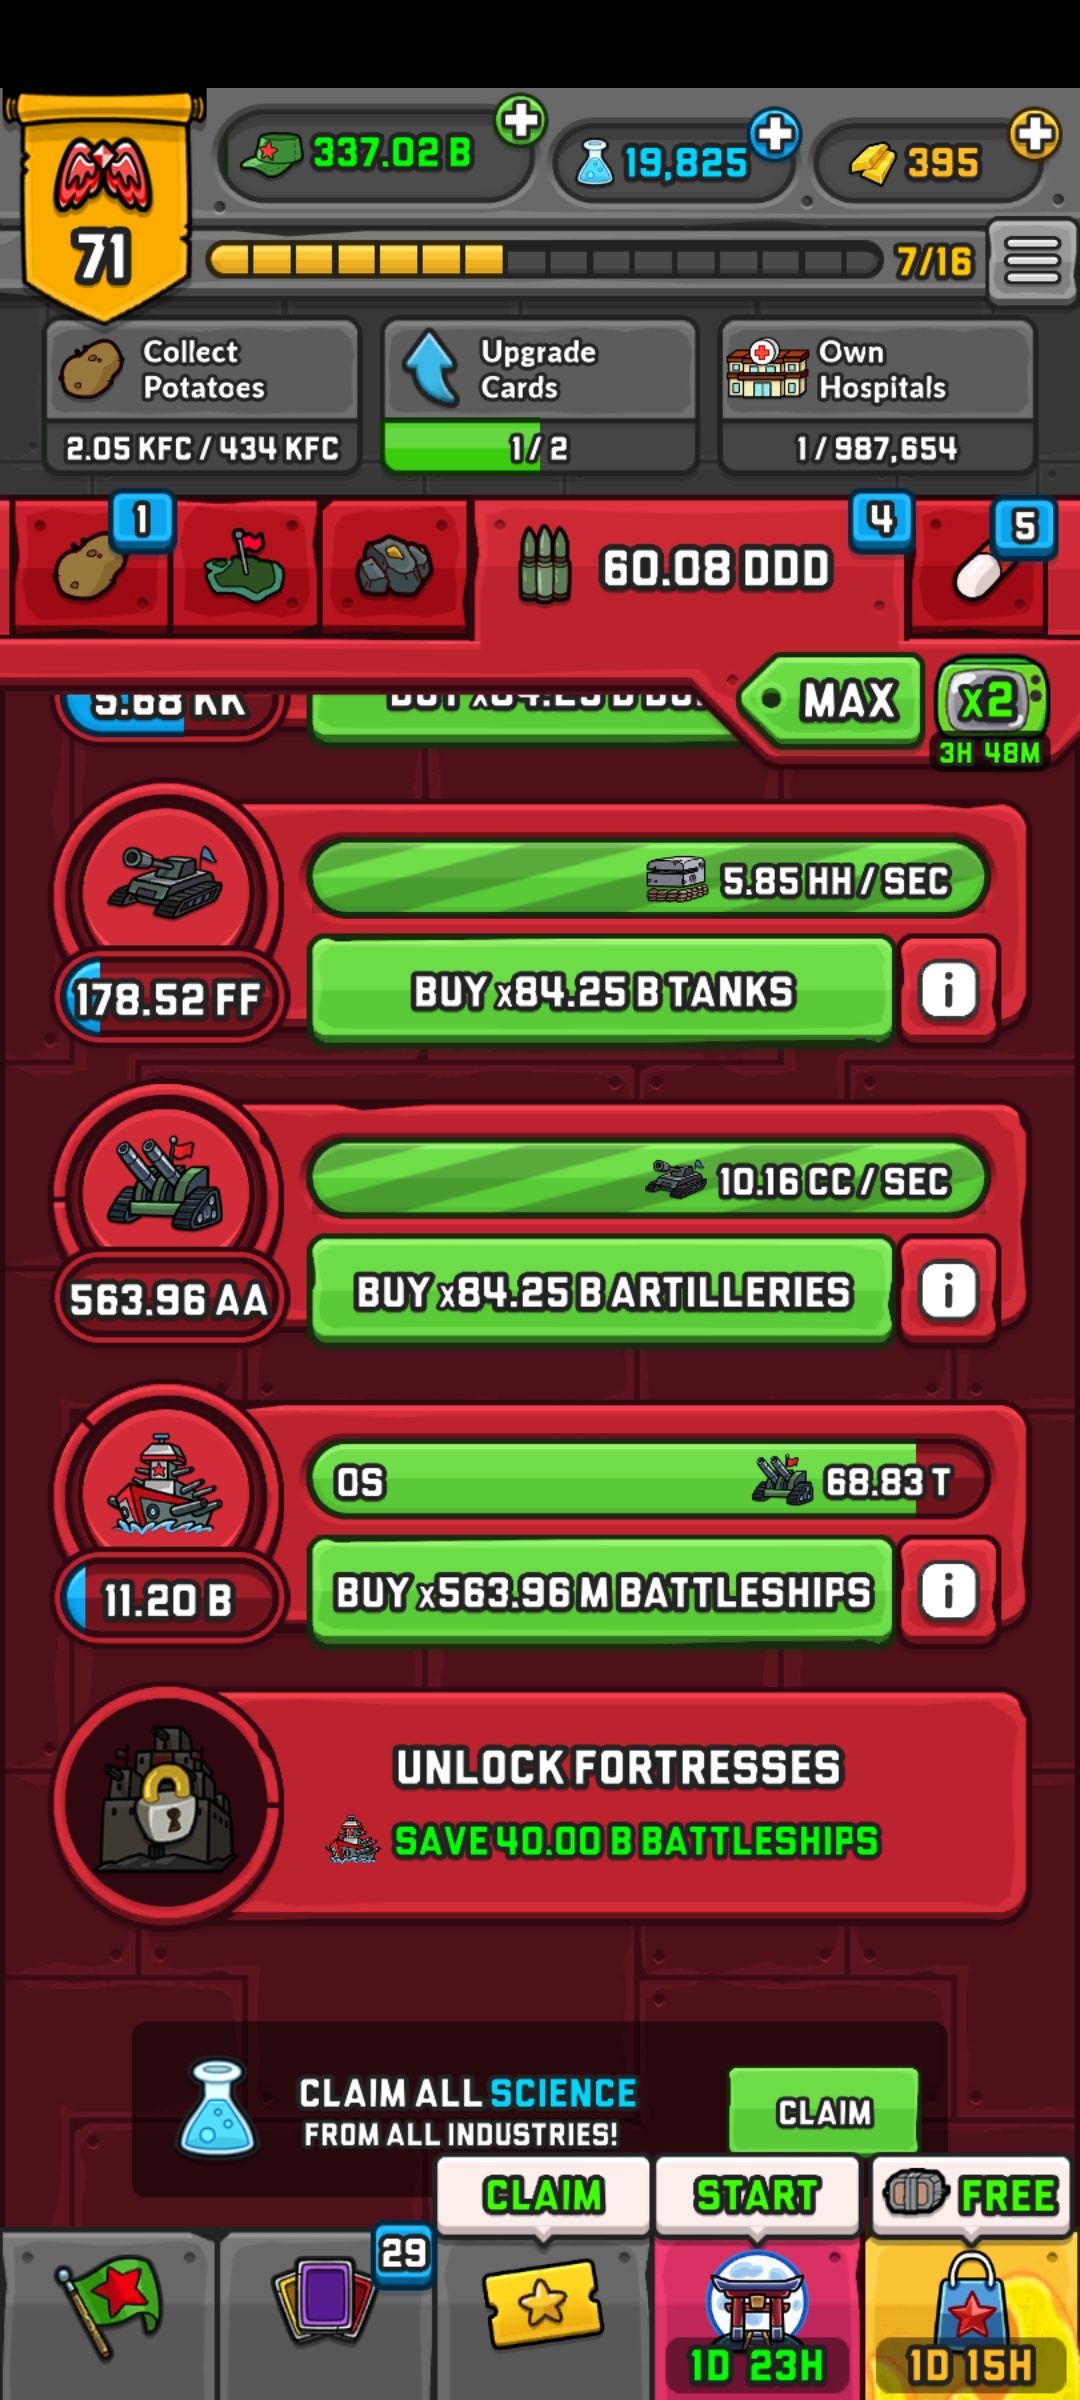 337.02 B
19,825
395
71
7/16
Collect
Potatoes
2.05 KFC / 434 KFC
Upgrade
Cards
1 / 2
Own
Hospitals
1 / 987,654
1
60.08 DDD
4
5
MAX
x2
3H 48M
5.68 KK
5.85 HH / SEC
178.52 FF
BUY x84.25 B TANKS
i
10.16 CC / SEC
563.96 AA
BUY x84.25 B ARTILLERIES
i
0S
68.83 T
11.20 B
BUY x563.96 M BATTLESHIPS
i
UNLOCK FORTRESSES
SAVE 40.00 B BATTLESHIPS
CLAIM ALL SCIENCE
FROM ALL INDUSTRIES!
CLAIM
CLAIM
START
FREE
29
1D 23H
1D 15H